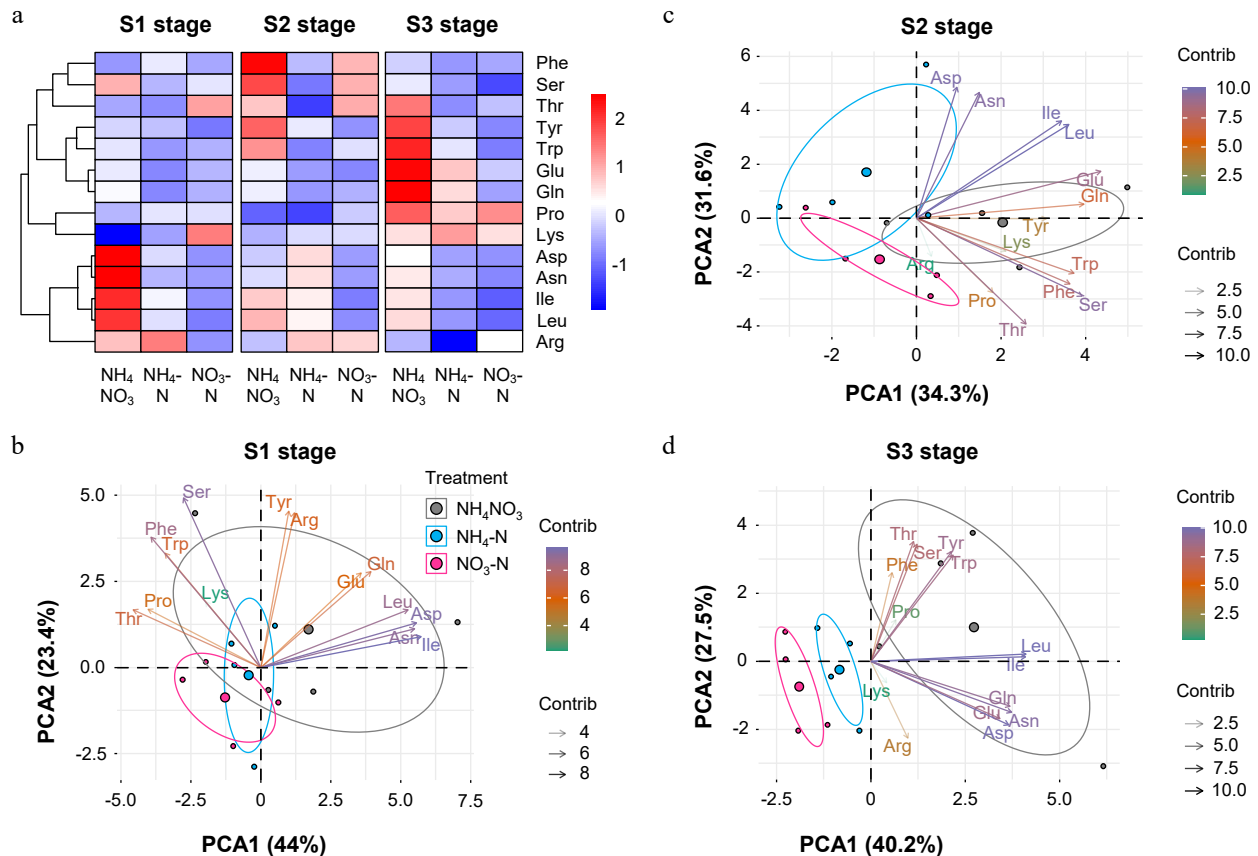 a
S1 stage
S2 stage
S3 stage
Phe
Ser
Thr
Tyr
Trp
Glu
Gln
Pro
Lys
Asp
Asn
Ile
Leu
Arg
2
1
0
-1
NH₄ NH₄- NO₃- NH₄ NH₄- NO₃- NH₄ NH₄- NO₃-
NO₃ N N NO₃ N N NO₃ N N
c
S2 stage
6
4
2
0
-2
-4
-2
0
2
4
PCA2 (31.6%)
PCA1 (34.3%)
Asp
Asn
Ile
Leu
Glu
Gln
Tyr
Lys
Arg
Trp
Phe
Pro
Ser
Thr
Contrib
10.0
7.5
5.0
2.5
Contrib
2.5
5.0
7.5
10.0
b
S1 stage
5.0
2.5
0.0
-2.5
-5.0
-2.5
0
2.5
5.0
7.5
PCA2 (23.4%)
PCA1 (44%)
Ser
Tyr
Arg
Phe
Trp
Gln
Glu
Lys
Pro
Thr
Leu
Asp
Asn
Ile
Treatment
NH₄NO₃
NH₄-N
NO₃-N
Contrib
8
6
4
Contrib
4
6
8
d
S3 stage
4
2
0
-2
-2.5
0
2.5
5.0
PCA2 (27.5%)
PCA1 (40.2%)
Thr
Ser
Tyr
Trp
Phe
Pro
Leu
Ile
Lys
Gln
Glu
Asn
Asp
Arg
Contrib
10.0
7.5
5.0
2.5
Contrib
2.5
5.0
7.5
10.0